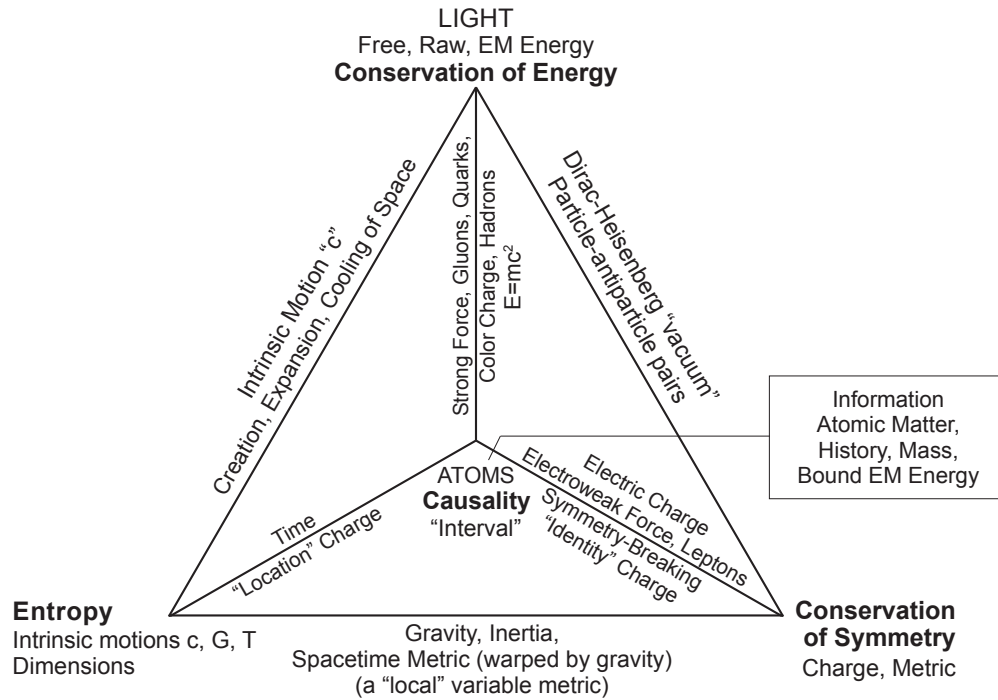 LIGHT
Free, Raw, EM Energy
Conservation of Energy
Intrinsic Motion “c”
Creation, Expansion, Cooling of Space
Strong Force, Gluons, Quarks,
Color Charge, Hadrons
E=mc²
Dirac-Heisenberg “vacuum”
Particle-antiparticle pairs
Information
Atomic Matter,
History, Mass,
Bound EM Energy
ATOMS
Causality
“Interval”
Time
“Location” Charge
Electric Charge
Electroweak Force, Leptons
Symmetry-Breaking
“Identity” Charge
Entropy
Intrinsic motions c, G, T
Dimensions
Gravity, Inertia,
Spacetime Metric (warped by gravity)
(a “local” variable metric)
Conservation
of Symmetry
Charge, Metric